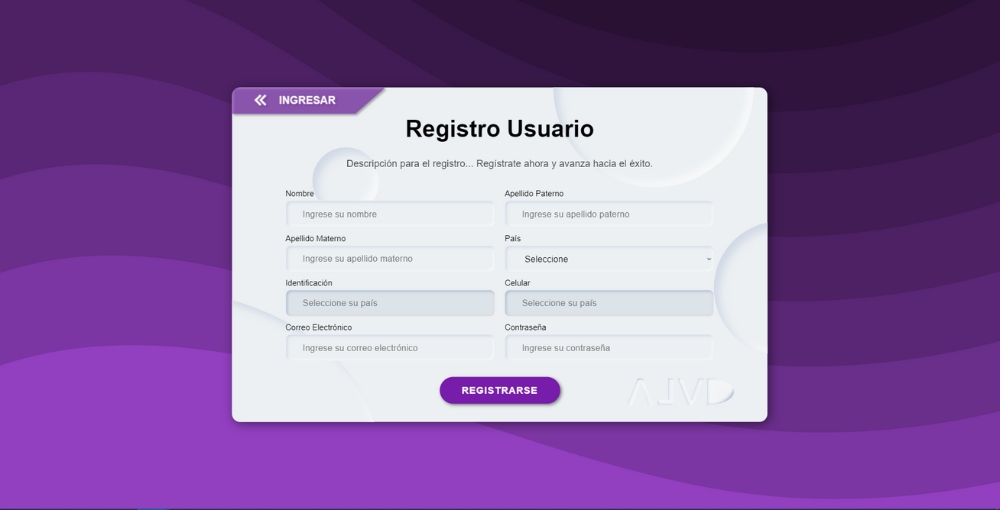 INGRESAR
Registro Usuario
Descripción para el registro... Regístrate ahora y avanza hacia el éxito.
Nombre
Apellido Paterno
Ingrese su nombre
Ingrese su apellido paterno
Apellido Materno
País
Ingrese su apellido materno
Seleccione
Identificación
Celular
Seleccione su país
Seleccione su país
Correo Electrónico
Contraseña
Ingrese su correo electrónico
Ingrese su contraseña
REGISTRARSE